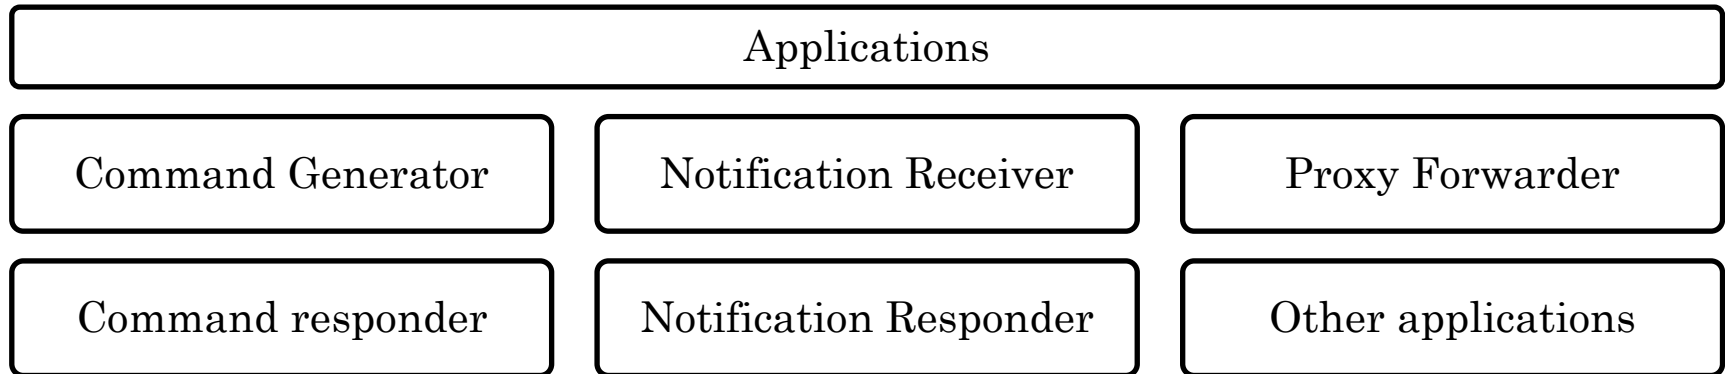 Applications
Command Generator
Notification Receiver
Proxy Forwarder
Command responder
Notification Responder
Other applications